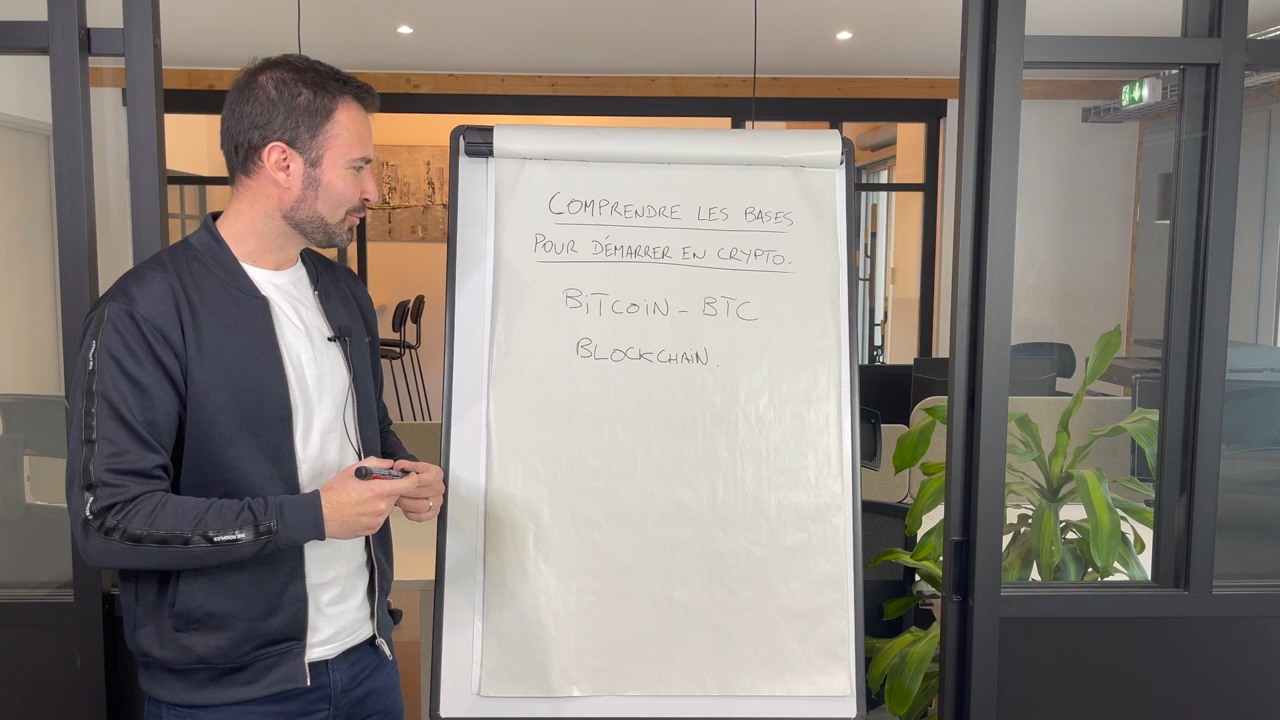 COMPRENDRE LES BASES
POUR DÉMARRER EN CRYPTO.
BiTCOiN - BTC
BLOCKCHAiN.